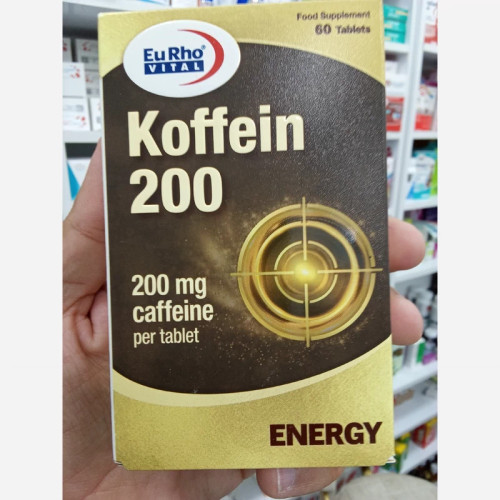 Food Supplement
60 Tablets
EuRho®
VITAL
Koffein
200
200 mg
caffeine
per tablet
ENERGY